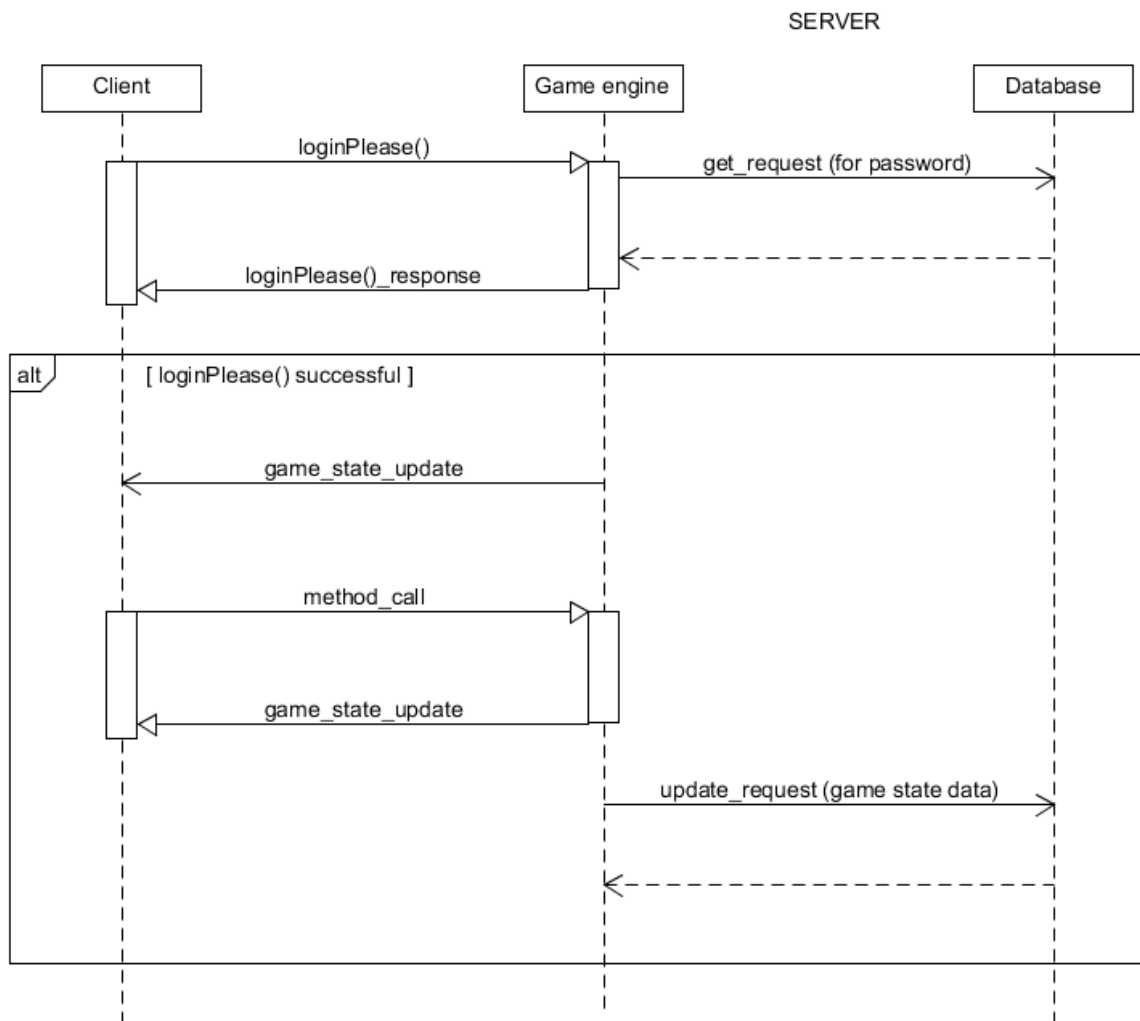 SERVER
Client
Game engine
Database
loginPlease()
get_request (for password)
loginPlease()_response
alt
[ loginPlease() successful ]
game_state_update
method_call
game_state_update
update_request (game state data)